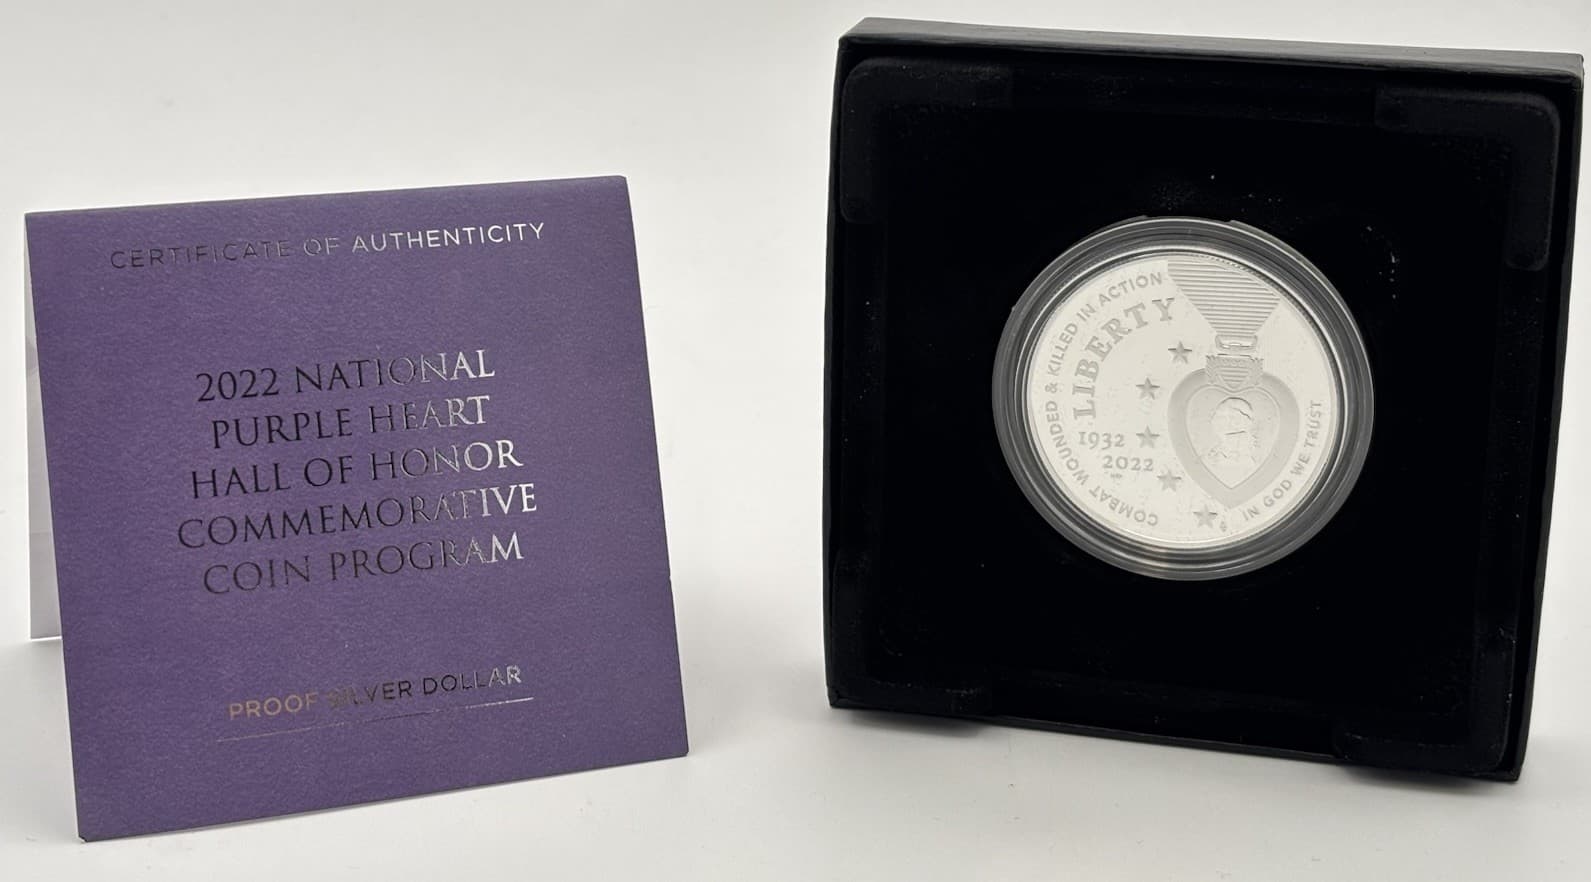 CERTIFICATE OF AUTHENTICITY
2022 NATIONAL
PURPLE HEART
HALL OF HONOR
COMMEMORATIVE
COIN PROGRAM
PROOF SILVER DOLLAR
COMBAT WOUNDED & KILLED IN ACTION
LIBERTY
1932
2022
IN GOD WE TRUST